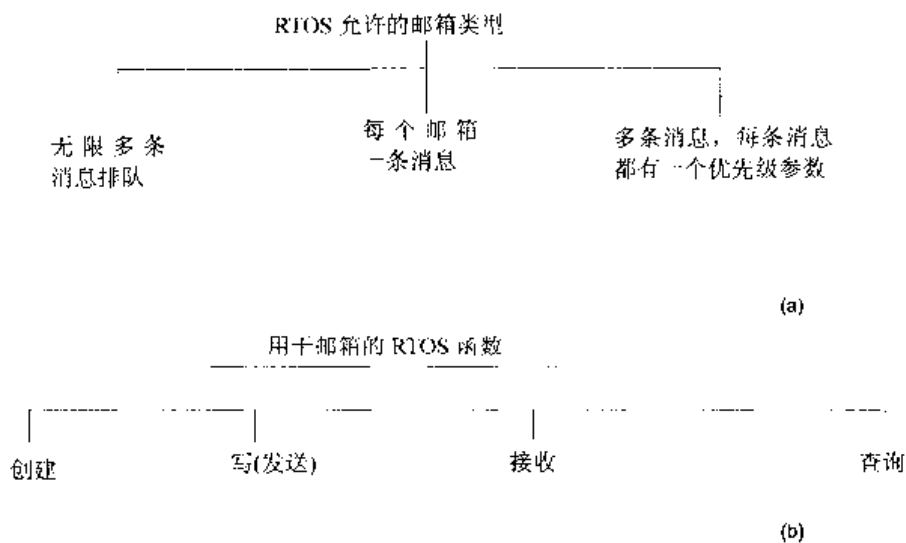 RTOS 允许的邮箱类型
无限多条
消息排队
每个邮箱
一条消息
多条消息，每条消息
都有一个优先级参数
(a)
用于邮箱的 RTOS 函数
创建
写(发送)
接收
查询
(b)